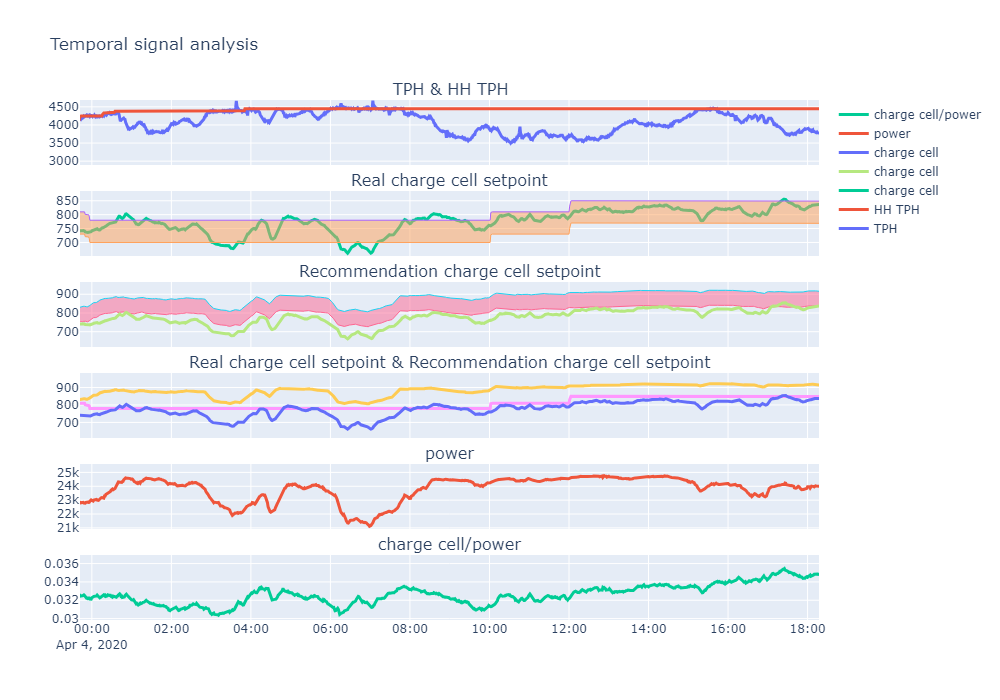 Temporal signal analysis
TPH & HH TPH
4500
4000
3500
3000
charge cell/power
power
charge cell
charge cell
charge cell
HH TPH
TPH
Real charge cell setpoint
850
800
750
700
Recommendation charge cell setpoint
900
800
700
Real charge cell setpoint & Recommendation charge cell setpoint
900
800
700
power
25k
24k
23k
22k
21k
charge cell/power
0.036
0.034
0.032
0.03
00:00 02:00 04:00 06:00 08:00 10:00 12:00 14:00 16:00 18:00
Apr 4, 2020